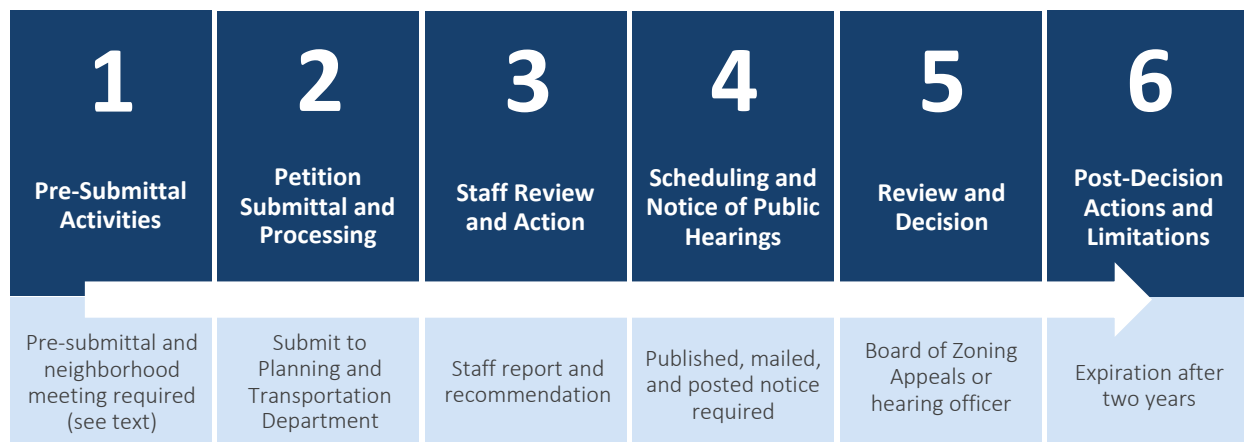 1
Pre-Submittal
Activities
Pre-submittal and
neighborhood
meeting required
(see text)
2
Petition
Submittal and
Processing
Submit to
Planning and
Transportation
Department
3
Staff Review
and Action
Staff report and
recommendation
4
Scheduling and
Notice of Public
Hearings
Published, mailed,
and posted notice
required
5
Review and
Decision
Board of Zoning
Appeals or
hearing officer
6
Post-Decision
Actions and
Limitations
Expiration after
two years